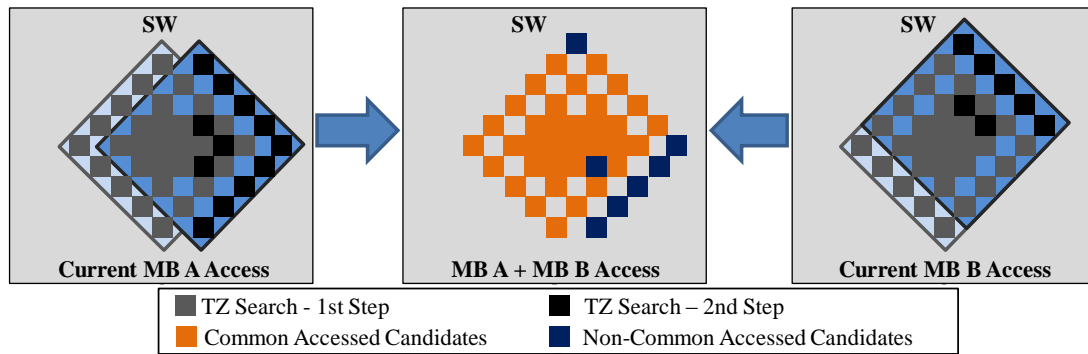 SW
SW
SW
Current MB A Access
MB A + MB B Access
Current MB B Access
TZ Search - 1st Step
TZ Search – 2nd Step
Common Accessed Candidates
Non-Common Accessed Candidates